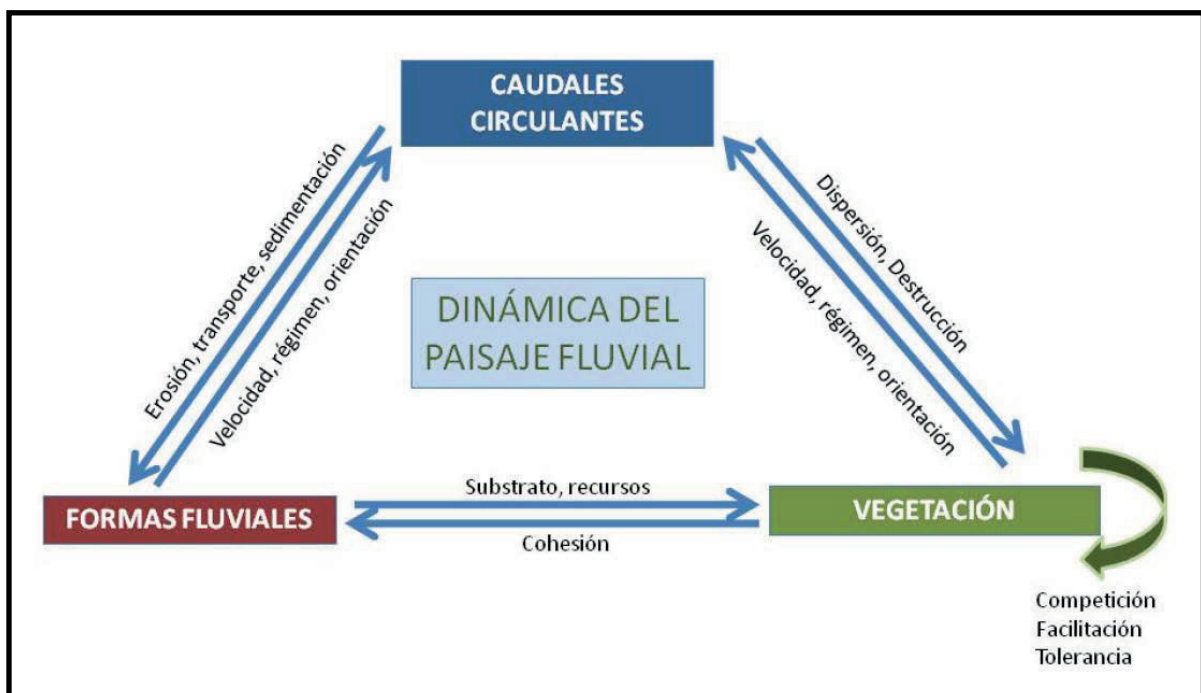 CAUDALES
CIRCULANTES
Erosión, transporte, sedimentación
Velocidad, régimen, orientación
Dispersión, Destrucción
Velocidad, régimen, orientación
DINÁMICA DEL
PAISAJE FLUVIAL
FORMAS FLUVIALES
Substrato, recursos
Cohesión
VEGETACIÓN
Competición
Facilitación
Tolerancia